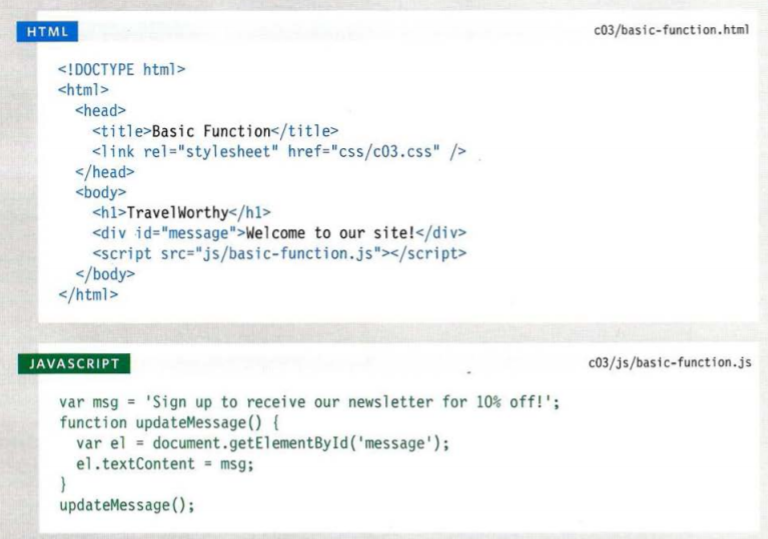 HTML
c03/basic-function.html
<!DOCTYPE html>
<html>
<head>
<title>Basic Function</title>
<link rel="stylesheet" href="css/c03.css" />
</head>
<body>
<h1>TravelWorthy</h1>
<div id="message">Welcome to our site!</div>
<script src="js/basic-function.js"></script>
</body>
</html>
JAVASCRIPT
c03/js/basic-function.js
var msg = 'Sign up to receive our newsletter for 10% off!';
function updateMessage() {
var el = document.getElementById('message');
el.textContent = msg;
}
updateMessage();